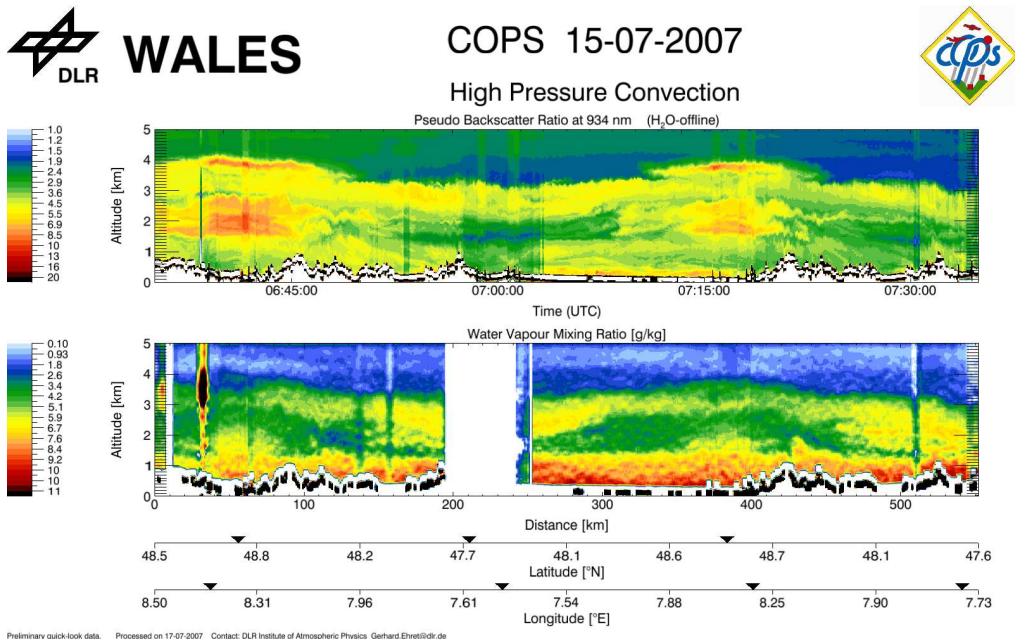 DLR
WALES
COPS 15-07-2007
COPS
High Pressure Convection
Pseudo Backscatter Ratio at 934 nm (H2O-offline)
1.0
1.2
1.5
1.9
2.4
2.9
3.6
4.5
5.5
6.9
8.5
10
13
16
20
Altitude [km]
5
4
3
2
1
0
06:45:00 07:00:00 07:15:00 07:30:00
Time (UTC)
Water Vapour Mixing Ratio [g/kg]
0.10
0.93
1.8
2.6
3.4
4.2
5.1
5.9
6.7
7.6
8.4
9.2
10
10
11
Altitude [km]
5
4
3
2
1
0
0 100 200 300 400 500
Distance [km]
48.5 48.8 48.2 47.7 48.1 48.6 48.7 48.1 47.6
Latitude [°N]
8.50 8.31 7.96 7.61 7.54 7.88 8.25 7.90 7.73
Longitude [°E]
Preliminary quick-look data. Processed on 17-07-2007 Contact: DLR Institute of Atmospheric Physics Gerhard.Ehret@dlr.de